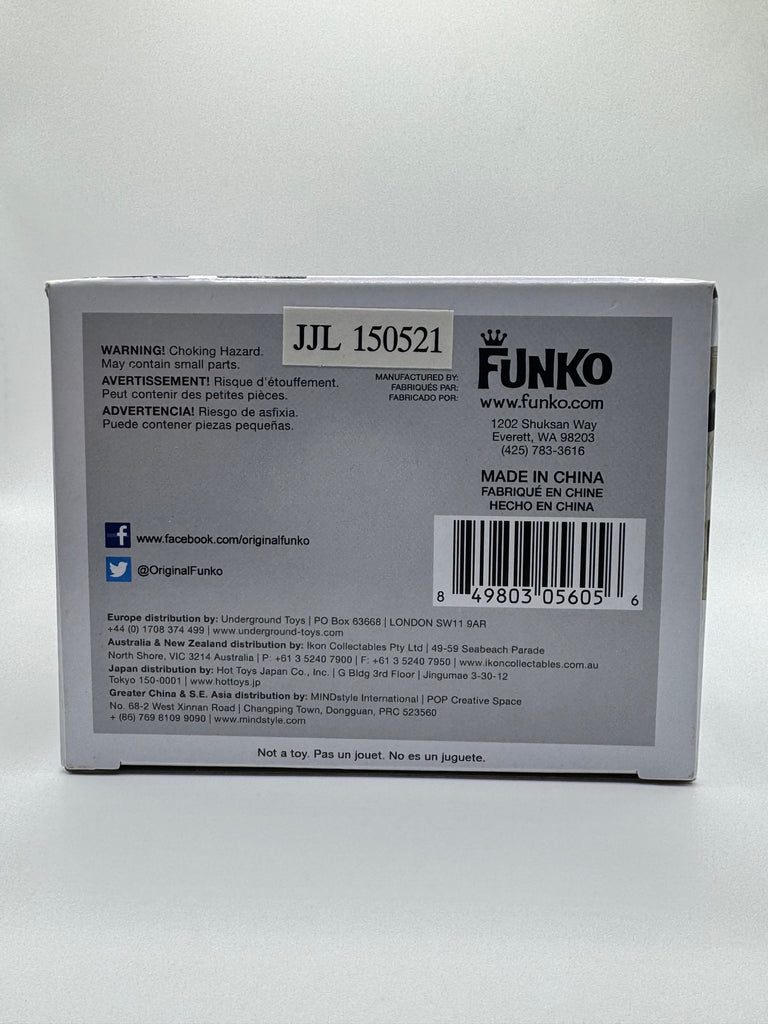 JJL 150521
WARNING! Choking Hazard.
May contain small parts.
AVERTISSEMENT! Risque d'étouffement.
Peut contenir des petites pièces.
ADVERTENCIA! Riesgo de asfixia.
Puede contener piezas pequeñas.
MANUFACTURED BY:
FABRIQUÉS PAR:
FABRICADO POR:
FUNKO
www.funko.com
1202 Shuksan Way
Everett, WA 98203
(425) 783-3616
MADE IN CHINA
FABRIQUÉ EN CHINE
HECHO EN CHINA
f www.facebook.com/originalfunko
@OriginalFunko
8 49803 05605 6
Europe distribution by: Underground Toys | PO Box 63668 | LONDON SW11 9AR
+44 (0) 1708 374 499 | www.underground-toys.com
Australia & New Zealand distribution by: Ikon Collectables Pty Ltd | 49-59 Seabeach Parade
North Shore, VIC 3214 Australia | P: +61 3 5240 7900 | F: +61 3 5240 7950 | www.ikoncollectables.com.au
Japan distribution by: Hot Toys Japan Co., Inc. | G Bldg 3rd Floor | Jingumae 3-30-12
Tokyo 150-0001 | www.hottoys.jp
Greater China & S.E. Asia distribution by: MINDstyle International | POP Creative Space
No. 68-2 West Xinnan Road | Changping Town, Dongguan, PRC 523560
+ (86) 769 8109 9090 | www.mindstyle.com
Not a toy. Pas un jouet. No es un juguete.